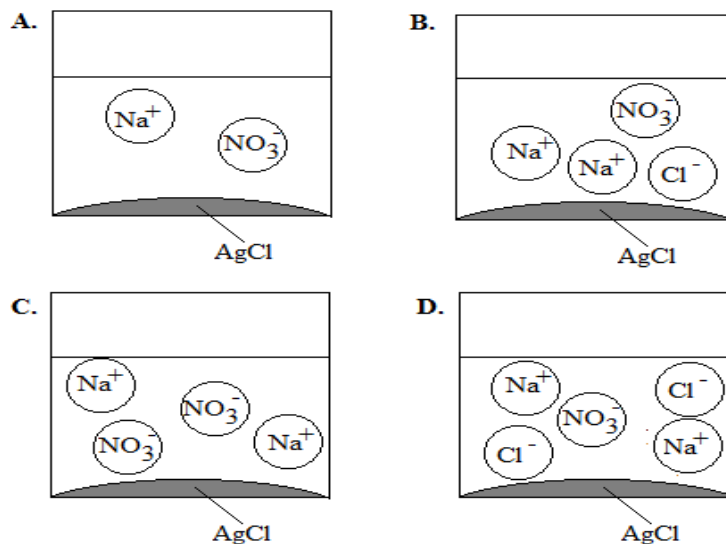 A.
Na⁺
NO₃⁻
AgCl
B.
NO₃⁻
Na⁺
Na⁺
Cl⁻
AgCl
C.
Na⁺
NO₃⁻
NO₃⁻
Na⁺
AgCl
D.
Na⁺
Cl⁻
NO₃⁻
Cl⁻
Na⁺
AgCl